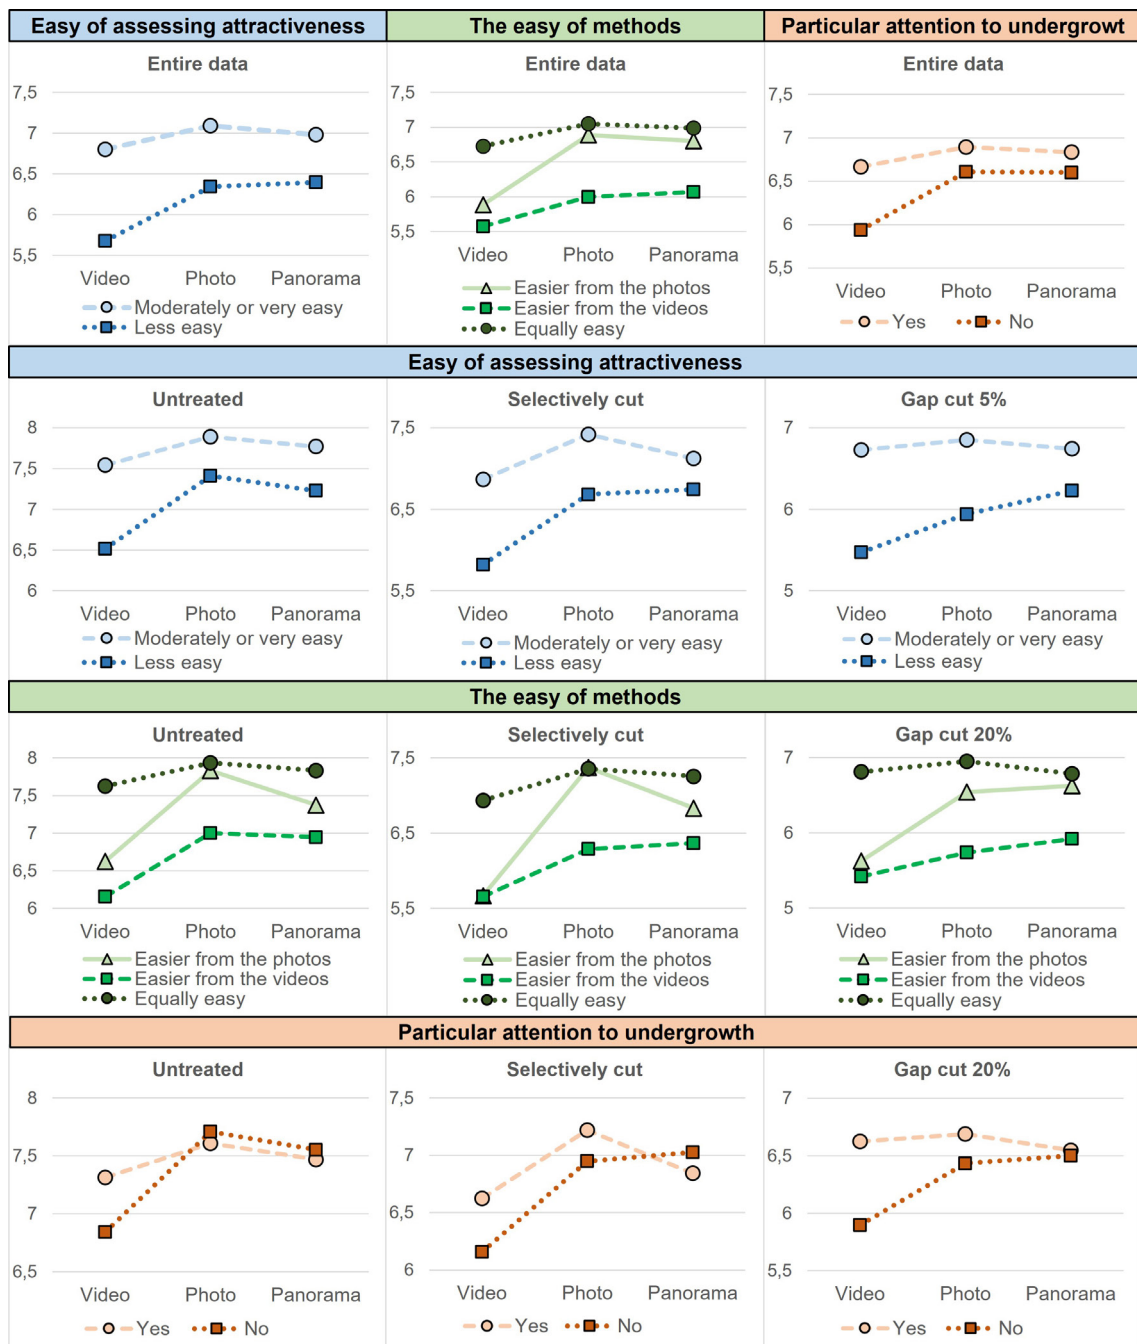 Easy of assessing attractiveness
The easy of methods
Particular attention to undergrowt
Entire data
7,5
7
6,5
6
5,5
Video
Photo
Panorama
Moderately or very easy
Less easy
Entire data
7,5
7
6,5
6
5,5
Video
Photo
Panorama
Easier from the photos
Easier from the videos
Equally easy
Entire data
7,5
7
6,5
6
5,5
Video
Photo
Panorama
Yes
No
Easy of assessing attractiveness
Untreated
8
7,5
7
6,5
6
Video
Photo
Panorama
Moderately or very easy
Less easy
Selectively cut
7,5
6,5
5,5
Video
Photo
Panorama
Moderately or very easy
Less easy
Gap cut 5%
7
6
5
Video
Photo
Panorama
Moderately or very easy
Less easy
The easy of methods
Untreated
8
7,5
7
6,5
6
Video
Photo
Panorama
Easier from the photos
Easier from the videos
Equally easy
Selectively cut
7,5
6,5
5,5
Video
Photo
Panorama
Easier from the photos
Easier from the videos
Equally easy
Gap cut 20%
7
6
5
Video
Photo
Panorama
Easier from the photos
Easier from the videos
Equally easy
Particular attention to undergrowth
Untreated
8
7,5
7
6,5
Video
Photo
Panorama
Yes
No
Selectively cut
7,5
7
6,5
6
Video
Photo
Panorama
Yes
No
Gap cut 20%
7
6,5
6
5,5
Video
Photo
Panorama
Yes
No